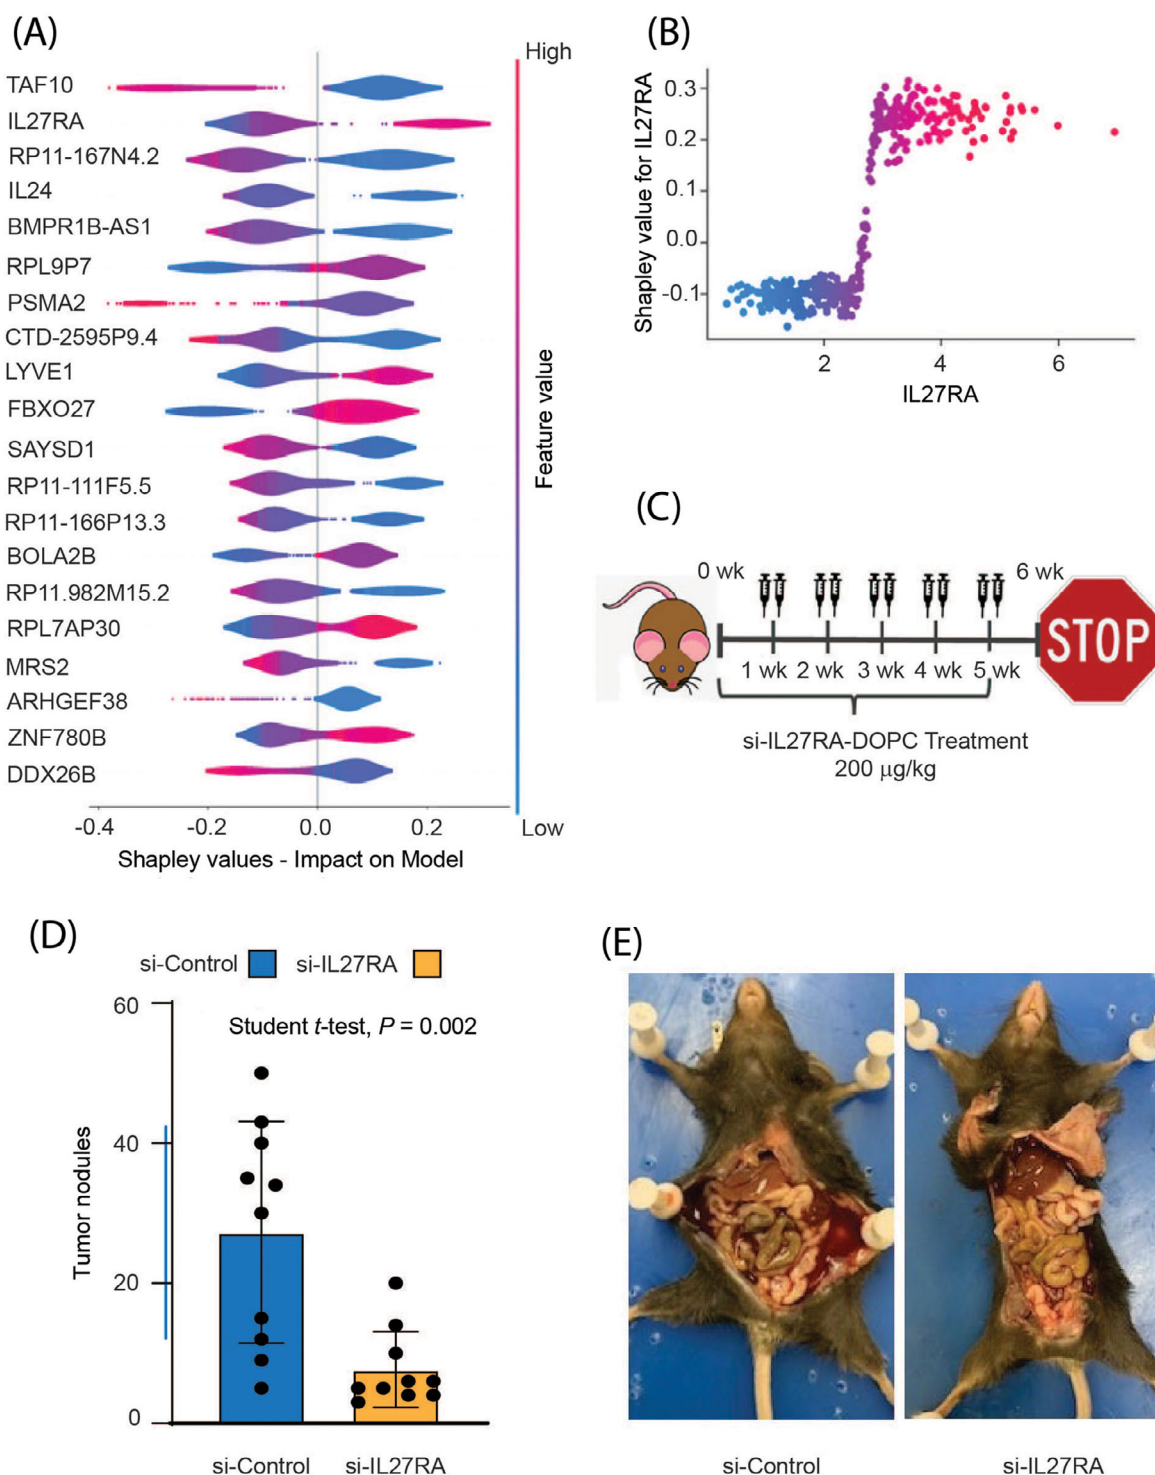 (A)
High
TAF10
IL27RA
RP11-167N4.2
IL24
BMPR1B-AS1
RPL9P7
PSMA2
CTD-2595P9.4
LYVE1
FBXO27
SAYSD1
RP11-111F5.5
RP11-166P13.3
BOLA2B
RP11.982M15.2
RPL7AP30
MRS2
ARHGEF38
ZNF780B
DDX26B
Feature value
Low
-0.4 -0.2 0.0 0.2
Shapley values - Impact on Model
(B)
Shapley value for IL27RA
0.3
0.2
0.1
0.0
-0.1
2 4 6
IL27RA
(C)
0 wk 6 wk
STOP
1 wk 2 wk 3 wk 4 wk 5 wk
si-IL27RA-DOPC Treatment
200 μg/kg
(D)
si-Control si-IL27RA
Student t-test, P = 0.002
Tumor nodules
60
40
20
0
si-Control si-IL27RA
(E)
si-Control si-IL27RA